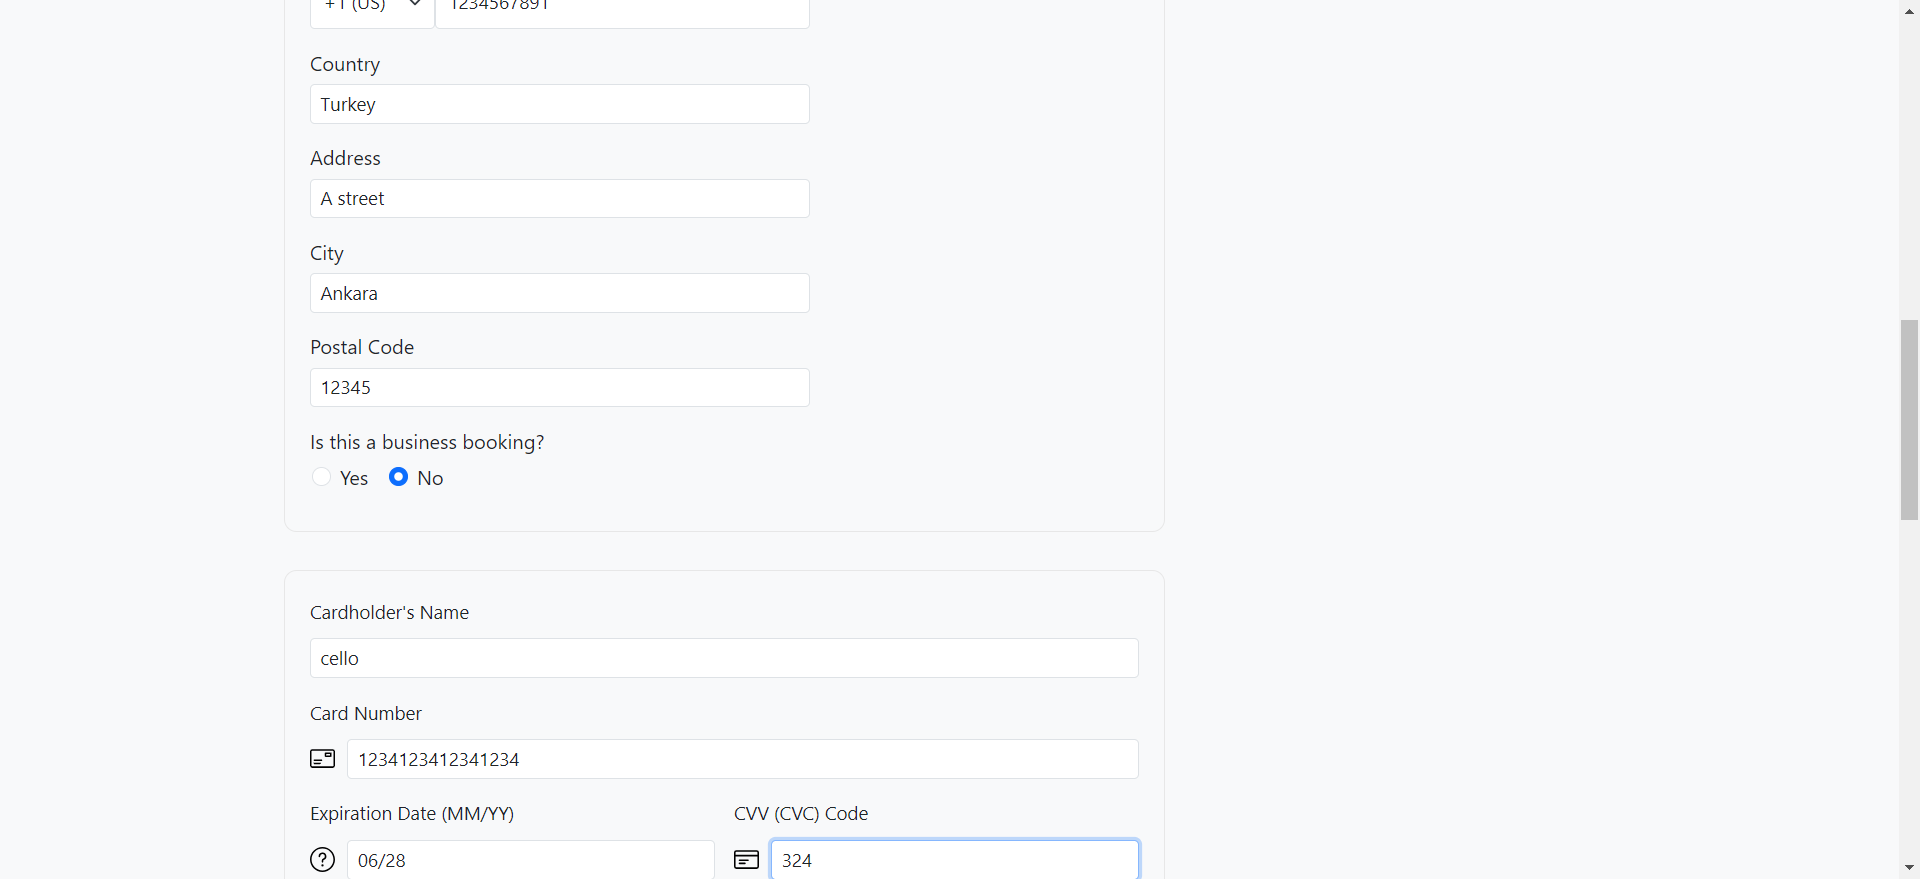 +1 (US) 1234567891
Country
Turkey
Address
A street
City
Ankara
Postal Code
12345
Is this a business booking?
Yes No
Cardholder's Name
cello
Card Number
1234123412341234
Expiration Date (MM/YY) CVV (CVC) Code
06/28 324